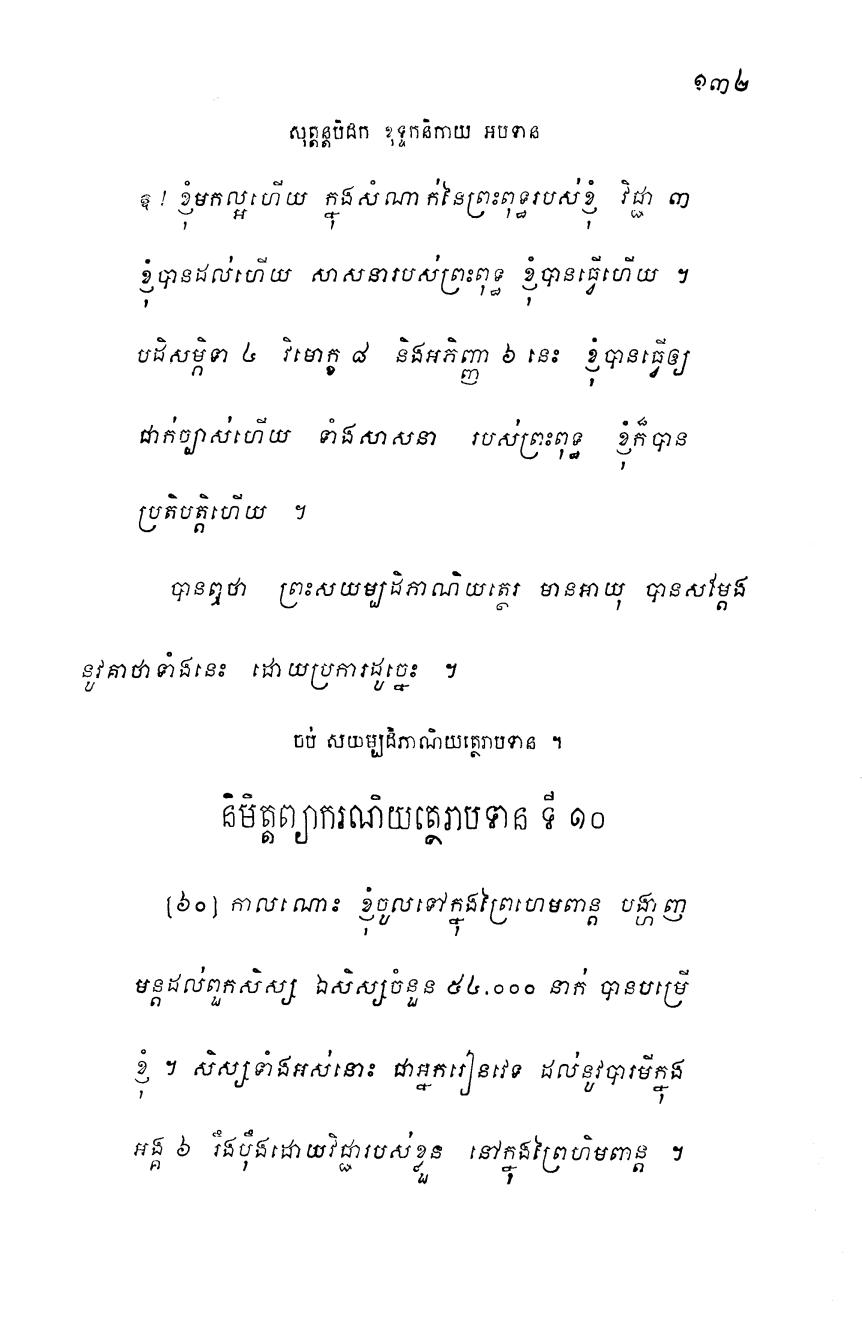 ១៣២
សុត្តន្តបិដក ខុទ្ទកនិកាយ អបទាន
ឱ ! ខ្ញុំមកល្អហើយ ក្នុងសំណាក់នៃព្រះពុទ្ធរបស់ខ្ញុំ វិជ្ជា ៣
ខ្ញុំបានដល់ហើយ សាសនារបស់ព្រះពុទ្ធ ខ្ញុំបានធ្វើហើយ ។
បដិសម្ភិទា ៤ វិមោក្ខ ៨ និងអភិញ្ញា ៦ នេះ ខ្ញុំបានធ្វើឲ្យ
ជាក់ច្បាស់ហើយ ទាំងសាសនា របស់ព្រះពុទ្ធ ខ្ញុំក៏បាន
ប្រតិបត្តិហើយ ។
បានឮថា ព្រះសយម្បដិភាណិយត្ថេរ មានអាយុ បានសម្តែង
នូវគាថាទាំងនេះ ដោយប្រការដូច្នេះ ។
ចប់ សយម្បដិភាណិយត្ថេរាបទាន ។
និមិត្តព្យាករណិយត្ថេរាបទាន ទី ១០
[៦០] កាលណោះ ខ្ញុំចូលទៅក្នុងព្រៃហេមពាន្ត បង្ហាញ
មន្តដល់ពួកសិស្ស ឯសិស្សចំនួន ៥៤.០០០ នាក់ បានបម្រើ
ខ្ញុំ ។ សិស្សទាំងអស់នោះ ជាអ្នករៀនវេទ ដល់នូវបារមីក្នុង
អង្គ ៦ រឹងប៉ឹងដោយវិជ្ជារបស់ខ្លួន នៅក្នុងព្រៃហិមពាន្ត ។